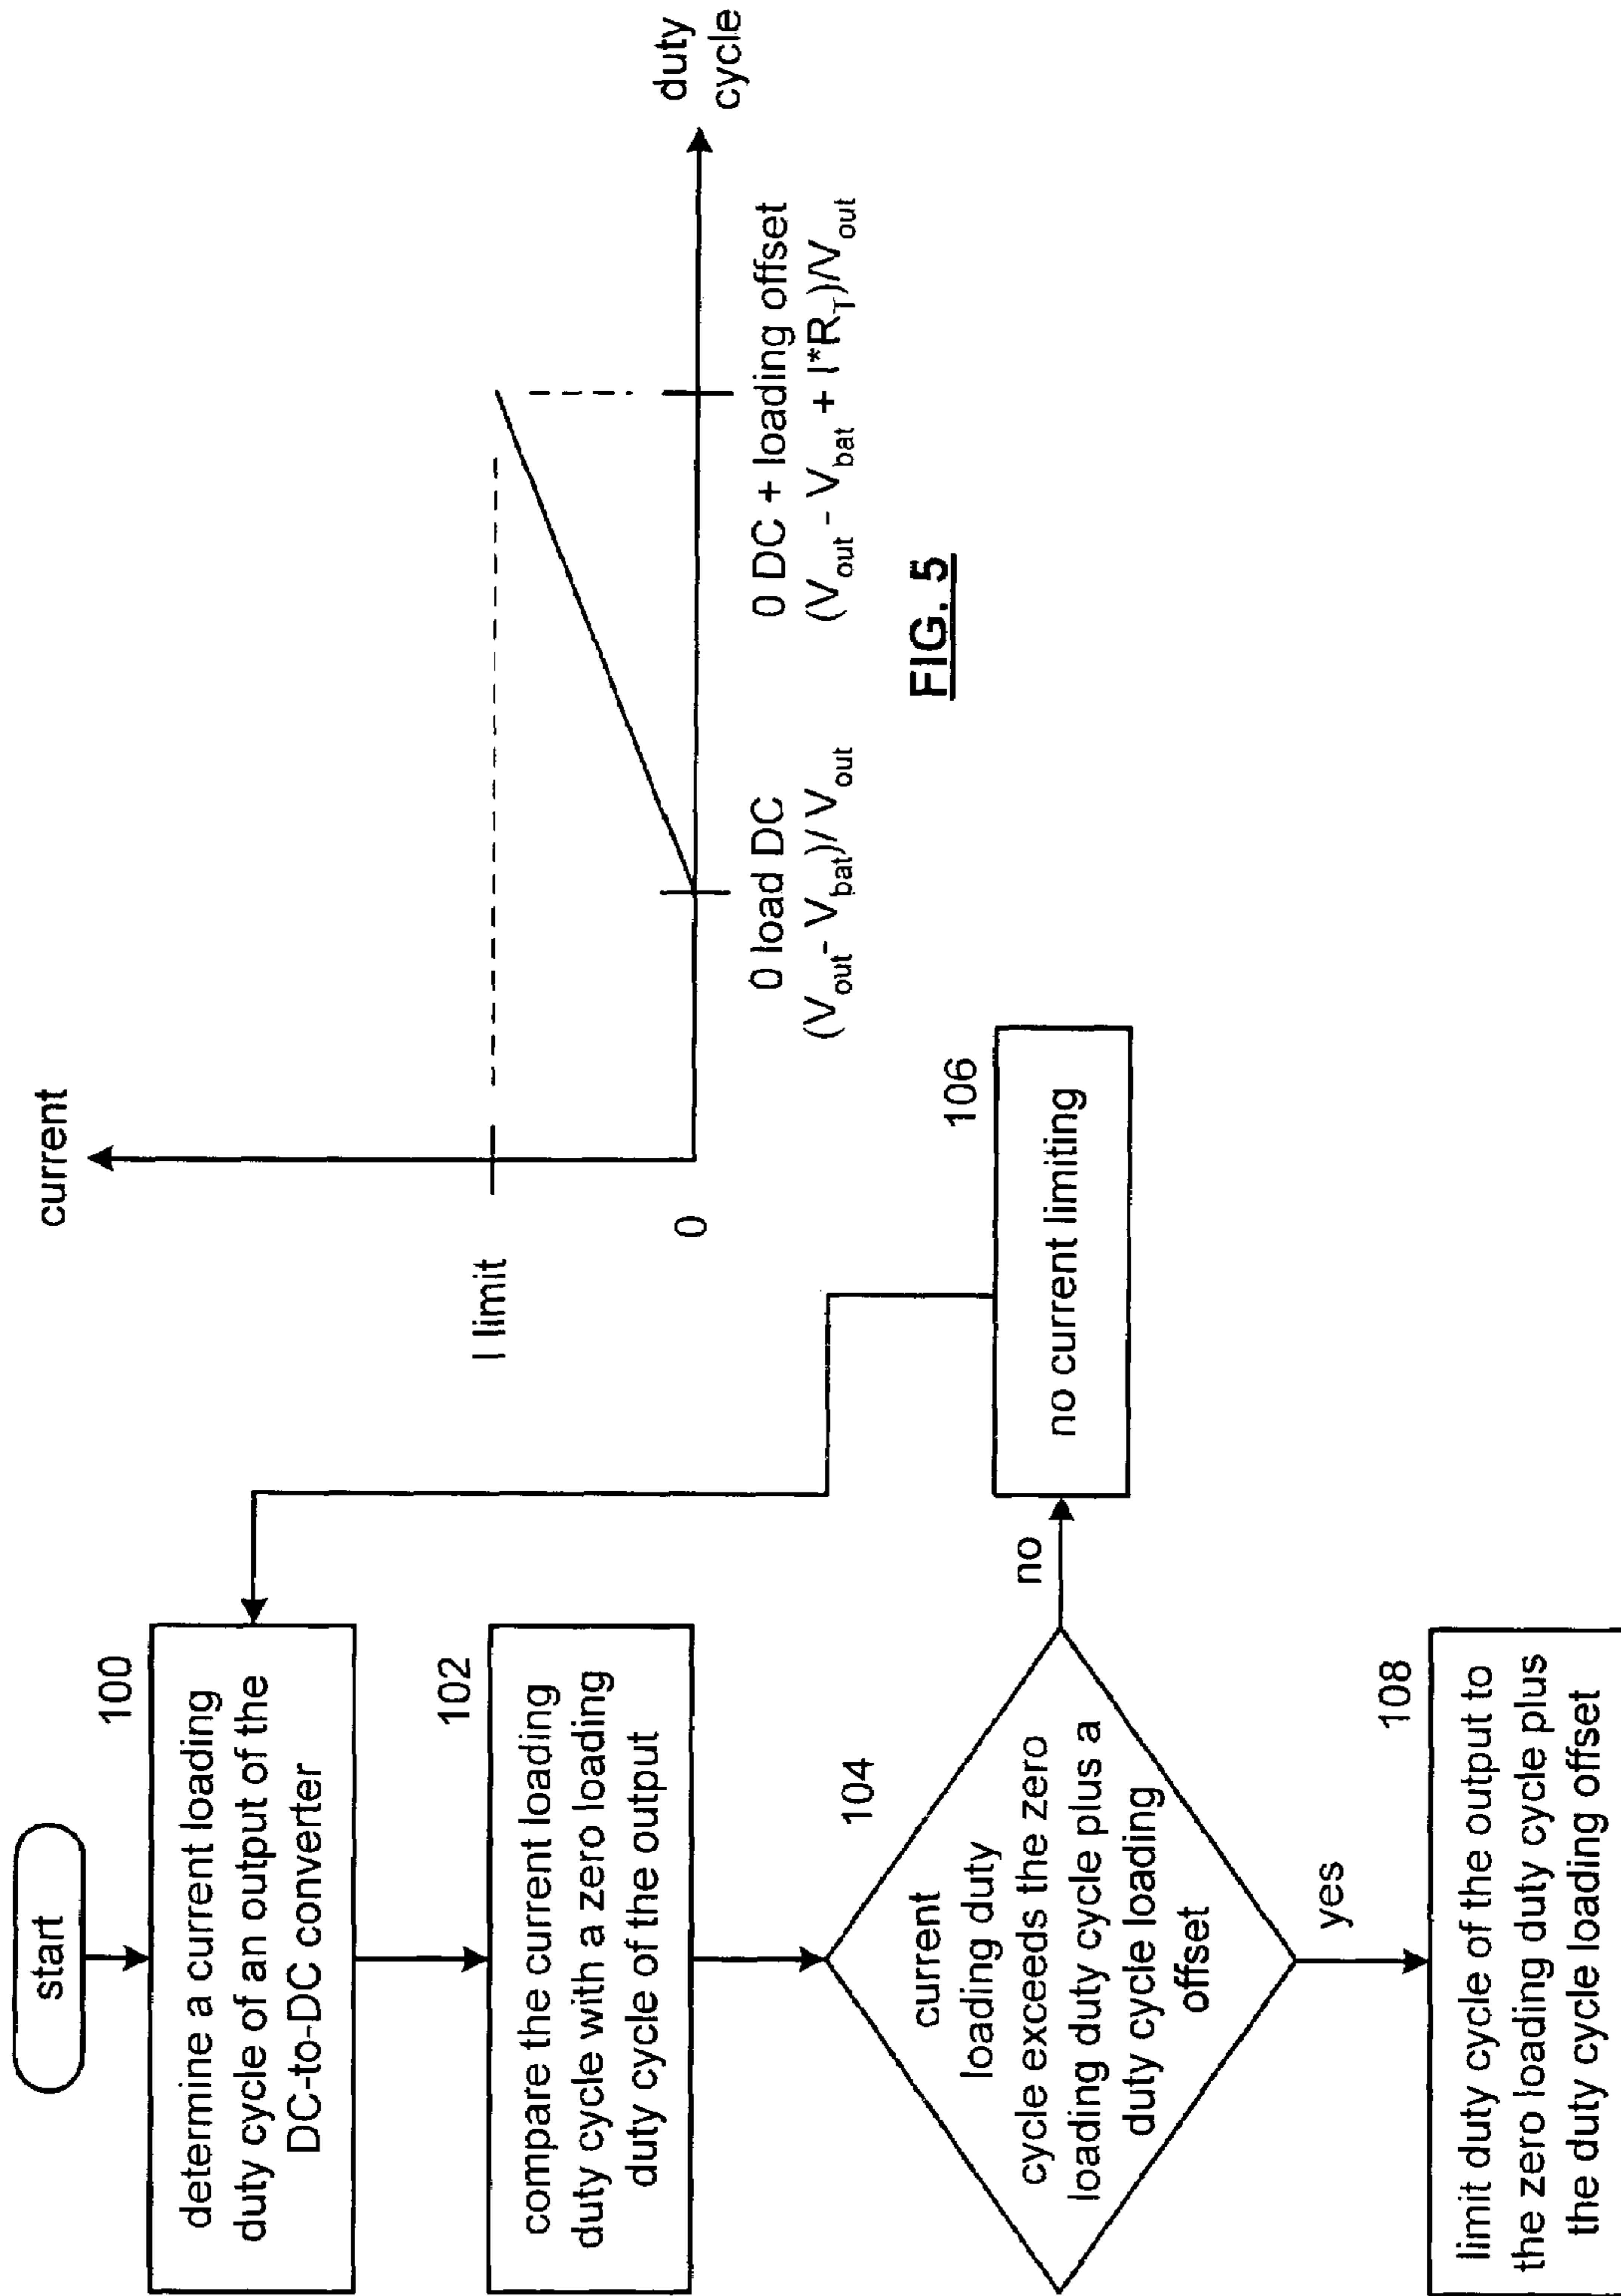 start
100
determine a current loading
duty cycle of an output of the
DC-to-DC converter
102
compare the current loading
duty cycle with a zero loading
duty cycle of the output
104
current
loading duty
cycle exceeds the zero
loading duty cycle plus a
duty cycle loading
offset
no
106
no current limiting
yes
108
limit duty cycle of the output to
the zero loading duty cycle plus
the duty cycle loading offset
current
I limit
0
duty
cycle
0 load DC
(Vout - Vbat)/ Vout
0 DC + loading offset
(Vout - Vbat + I*RT)/Vout
FIG. 5